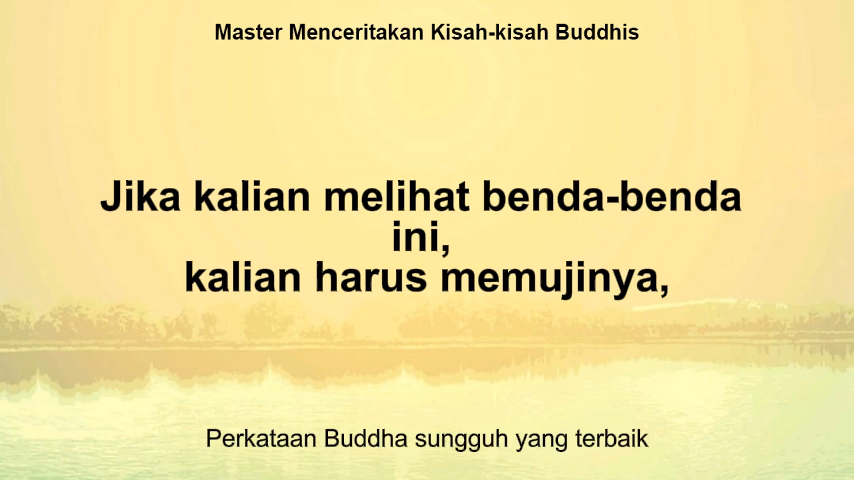 Master Menceritakan Kisah-kisah Buddhis
Jika kalian melihat benda-benda
ini,
kalian harus memujinya,
Perkataan Buddha sungguh yang terbaik